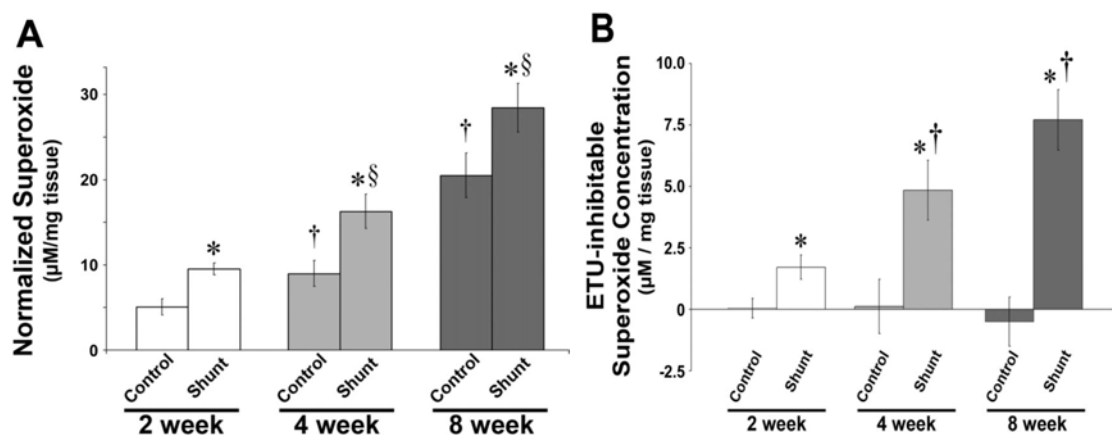 A
Normalized Superoxide
(µM/mg tissue)
30
20
10
0
*
†
*§
†
*§
Control
Shunt
Control
Shunt
Control
Shunt
2 week
4 week
8 week
B
ETU-inhibitable
Superoxide Concentration
(µM / mg tissue)
10.0
7.5
5.0
2.5
0
-2.5
*
*†
*†
Control
Shunt
Control
Shunt
Control
Shunt
2 week
4 week
8 week